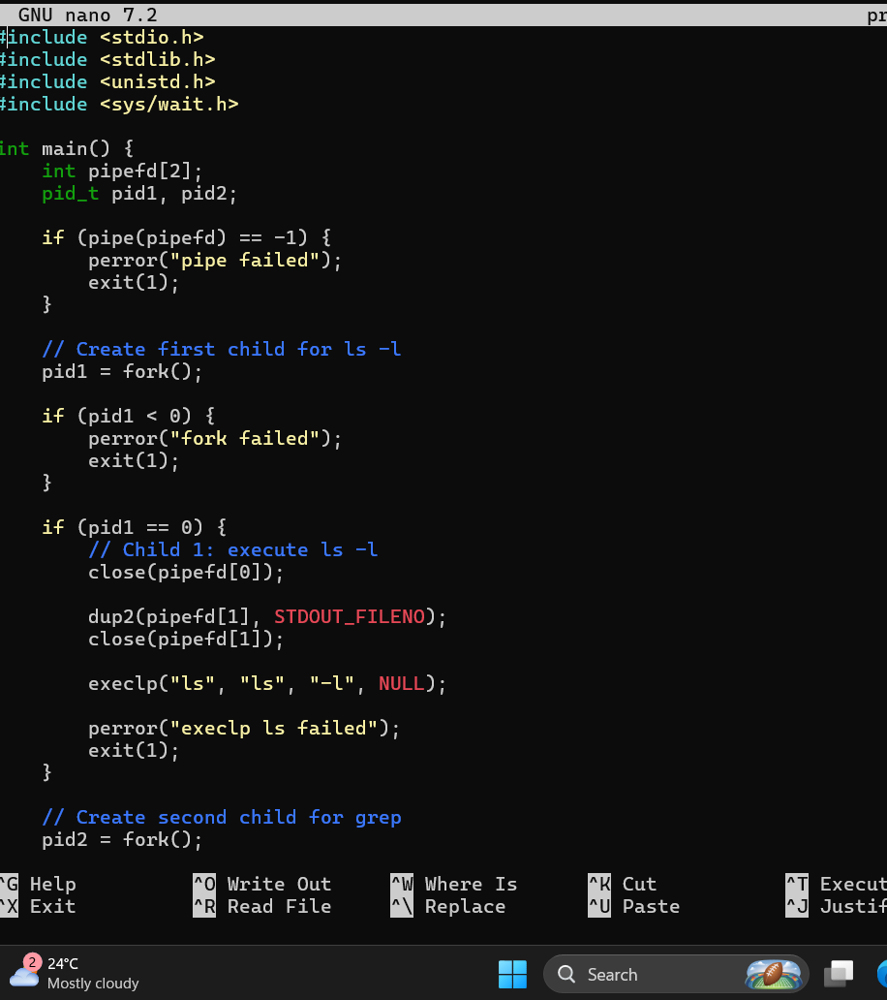 GNU nano 7.2 pr
#include <stdio.h>
#include <stdlib.h>
#include <unistd.h>
#include <sys/wait.h>
int main() {
    int pipefd[2];
    pid_t pid1, pid2;
    if (pipe(pipefd) == -1) {
        perror("pipe failed");
        exit(1);
    }
    // Create first child for ls -l
    pid1 = fork();
    if (pid1 < 0) {
        perror("fork failed");
        exit(1);
    }
    if (pid1 == 0) {
        // Child 1: execute ls -l
        close(pipefd[0]);
        dup2(pipefd[1], STDOUT_FILENO);
        close(pipefd[1]);
        execlp("ls", "ls", "-l", NULL);
        perror("execlp ls failed");
        exit(1);
    }
    // Create second child for grep
    pid2 = fork();
^G Help ^O Write Out ^W Where Is ^K Cut ^T Execut
^X Exit ^R Read File ^\ Replace ^U Paste ^J Justif
2 24°C
Mostly cloudy
Search